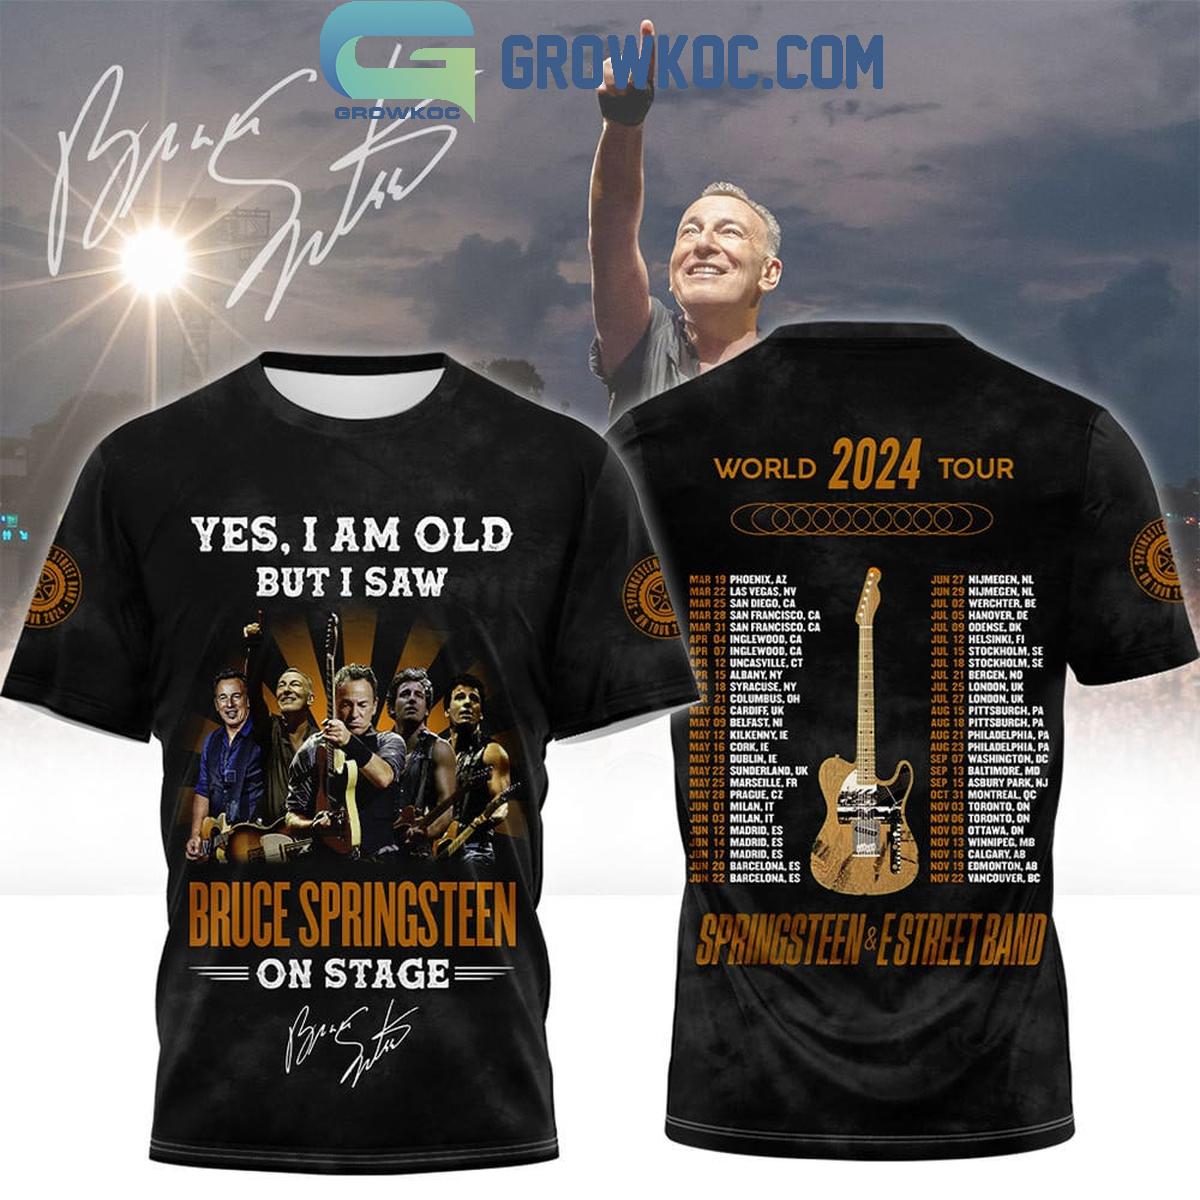 GROWKOC.COM
GROWKOC
YES, I AM OLD
BUT I SAW
BRUCE SPRINGSTEEN
ON STAGE
WORLD 2024 TOUR
MAR 19 PHOENIX, AZ
MAR 22 LAS VEGAS, NV
MAR 25 SAN DIEGO, CA
MAR 28 SAN FRANCISCO, CA
MAR 31 SAN FRANCISCO, CA
APR 04 INGLEWOOD, CA
APR 07 INGLEWOOD, CA
APR 12 UNCASVILLE, CT
APR 15 ALBANY, NY
APR 18 SYRACUSE, NY
APR 21 COLUMBUS, OH
MAY 05 CARDIFF, UK
MAY 09 BELFAST, NI
MAY 12 KILKENNY, IE
MAY 16 CORK, IE
MAY 19 DUBLIN, IE
MAY 22 SUNDERLAND, UK
MAY 25 MARSEILLE, FR
MAY 28 PRAGUE, CZ
JUN 01 MILAN, IT
JUN 03 MILAN, IT
JUN 12 MADRID, ES
JUN 14 MADRID, ES
JUN 17 MADRID, ES
JUN 20 BARCELONA, ES
JUN 22 BARCELONA, ES
JUN 27 NIJMEGEN, NL
JUN 29 NIJMEGEN, NL
JUL 02 WERCHTER, BE
JUL 05 HANOVER, DE
JUL 09 ODENSE, DK
JUL 12 HELSINKI, FI
JUL 15 STOCKHOLM, SE
JUL 18 STOCKHOLM, SE
JUL 21 BERGEN, NO
JUL 25 LONDON, UK
JUL 27 LONDON, UK
AUG 15 PITTSBURGH, PA
AUG 18 PITTSBURGH, PA
AUG 21 PHILADELPHIA, PA
AUG 23 PHILADELPHIA, PA
SEP 07 WASHINGTON, DC
SEP 13 BALTIMORE, MD
SEP 15 ASBURY PARK, NJ
OCT 31 MONTREAL, QC
NOV 03 TORONTO, ON
NOV 06 TORONTO, ON
NOV 09 OTTAWA, ON
NOV 13 WINNIPEG, MB
NOV 16 CALGARY, AB
NOV 19 EDMONTON, AB
NOV 22 VANCOUVER, BC
SPRINGSTEEN & E STREET BAND